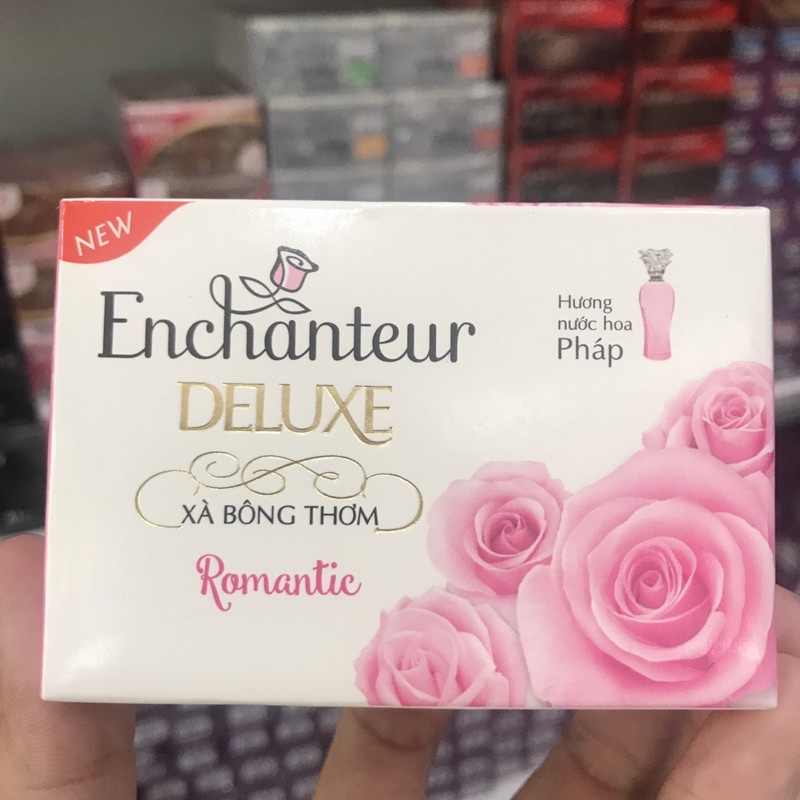 NEW
Enchanteur
DELUXE
XÀ BÔNG THƠM
Romantic
Hương
nước hoa
Pháp